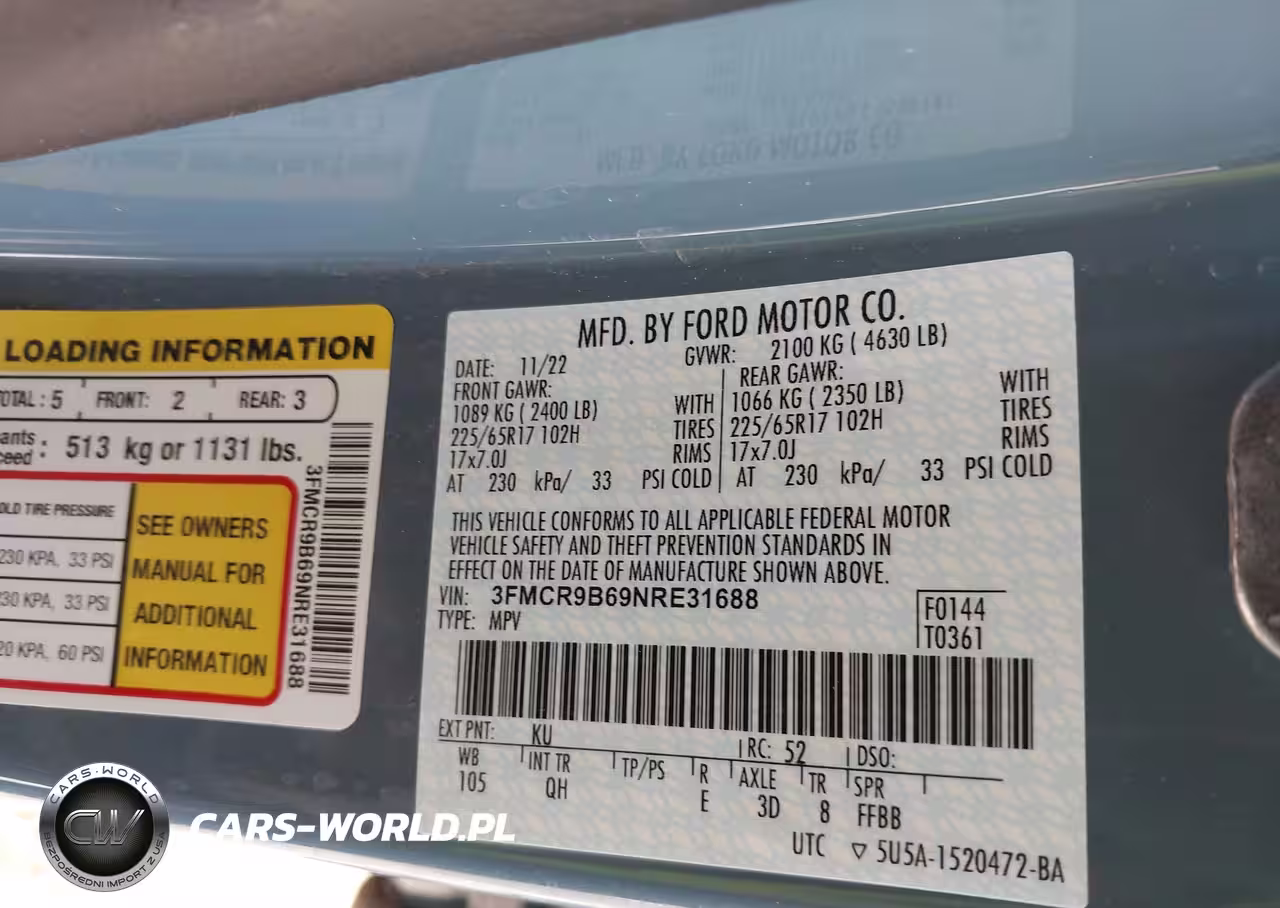 LOADING INFORMATION
TOTAL : 5 FRONT: 2 REAR: 3
513 kg or 1131 lbs.
TIRE PRESSURE
230 KPA, 33 PSI
KPA, 33 PSI
KPA, 60 PSI
SEE OWNERS
MANUAL FOR
ADDITIONAL
INFORMATION
3FMCR9B69NRE31688
MFD. BY FORD MOTOR CO.
DATE: 11/22 GVWR: 2100 KG ( 4630 LB)
FRONT GAWR: REAR GAWR:
1089 KG ( 2400 LB) WITH 1066 KG ( 2350 LB) WITH
225/65R17 102H TIRES 225/65R17 102H TIRES
17x7.0J RIMS 17x7.0J RIMS
AT 230 kPa/ 33 PSI COLD AT 230 kPa/ 33 PSI COLD
THIS VEHICLE CONFORMS TO ALL APPLICABLE FEDERAL MOTOR
VEHICLE SAFETY AND THEFT PREVENTION STANDARDS IN
EFFECT ON THE DATE OF MANUFACTURE SHOWN ABOVE.
VIN: 3FMCR9B69NRE31688
TYPE: MPV
F0144
T0361
EXT PNT: KU RC: 52 DSO:
WB INT TR TP/PS R AXLE TR SPR
105 QH E 3D 8 FFBB
UTC ▽ 5U5A-1520472-BA
CARS-WORLD
CW
BEZPOŚREDNI IMPORT Z USA
CARS-WORLD.PL